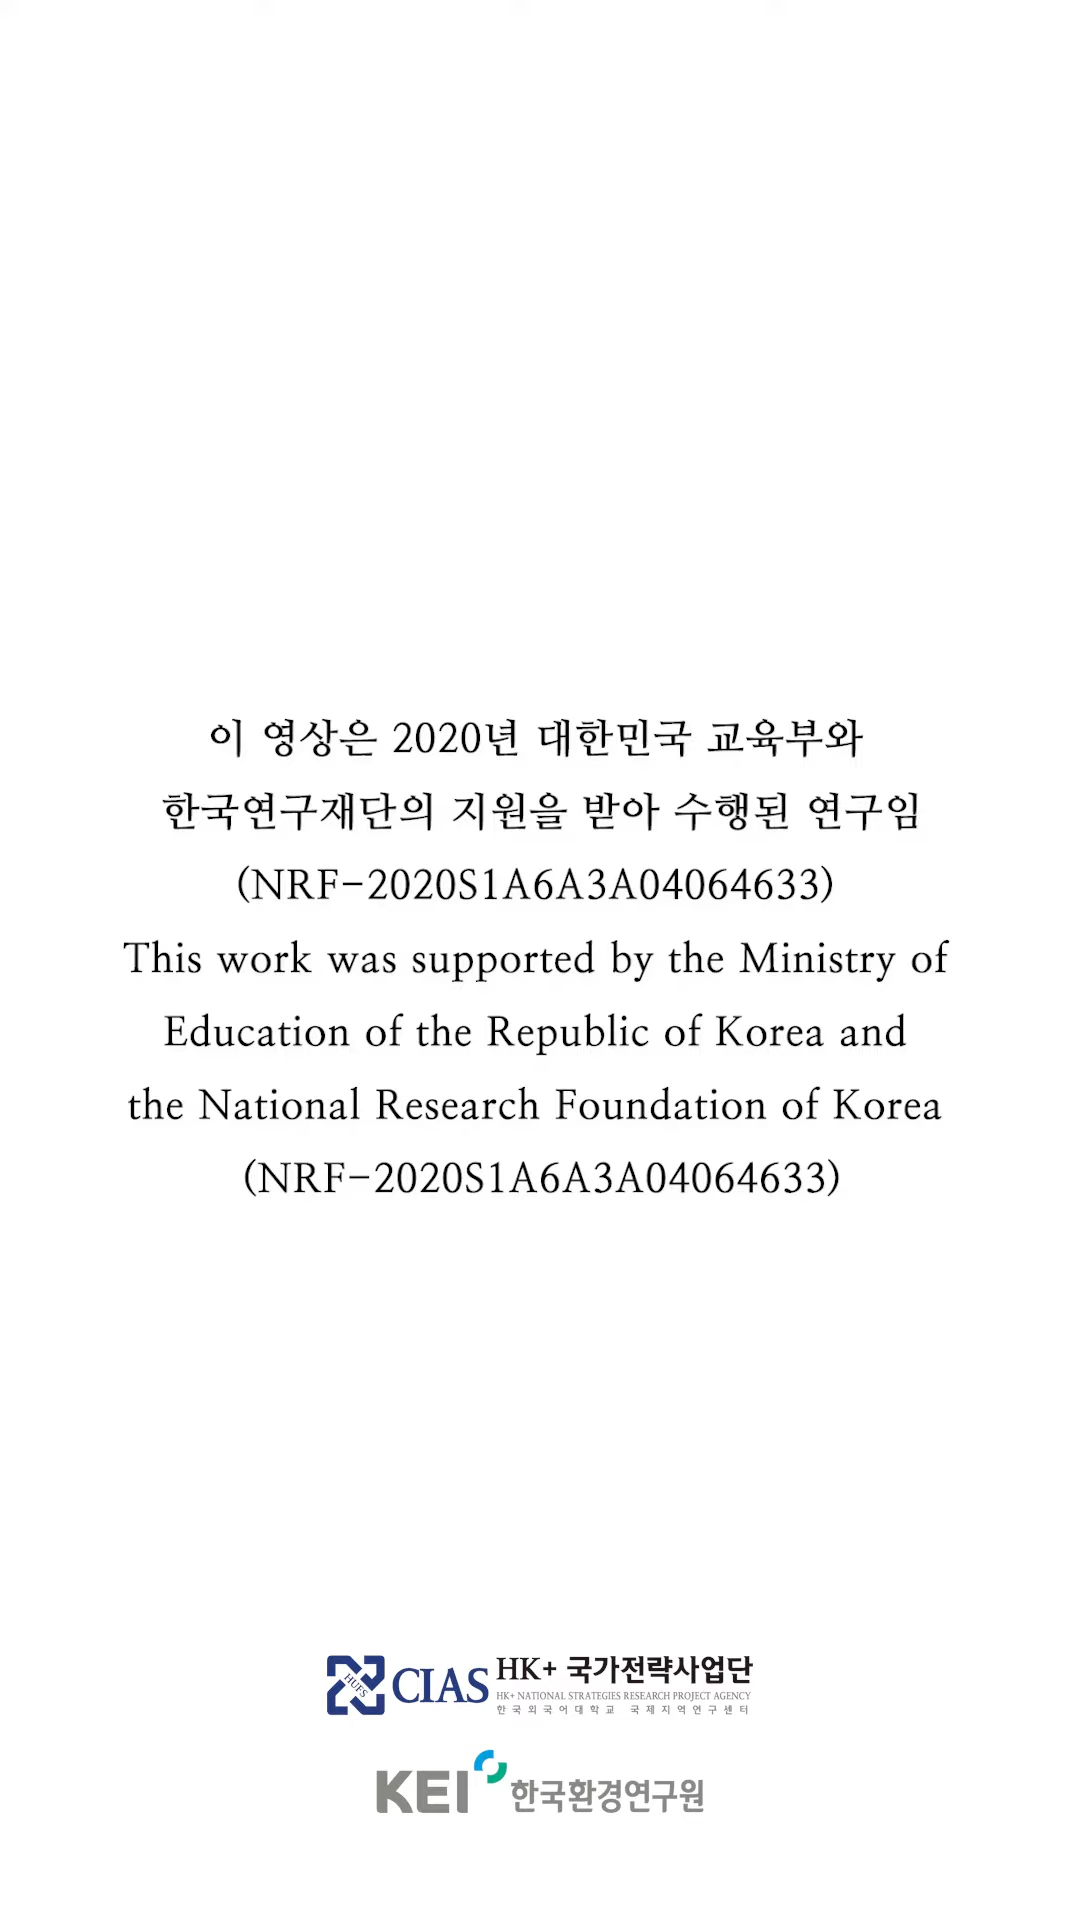 이 영상은 2020년 대한민국 교육부와
한국연구재단의 지원을 받아 수행된 연구임
(NRF-2020S1A6A3A04064633)
This work was supported by the Ministry of
Education of the Republic of Korea and
the National Research Foundation of Korea
(NRF-2020S1A6A3A04064633)
HUFS CIAS HK+ 국가전략사업단
HK+ NATIONAL STRATEGIES RESEARCH PROJECT AGENCY
한국외국어대학교 국제지역연구센터
KEI 한국환경연구원